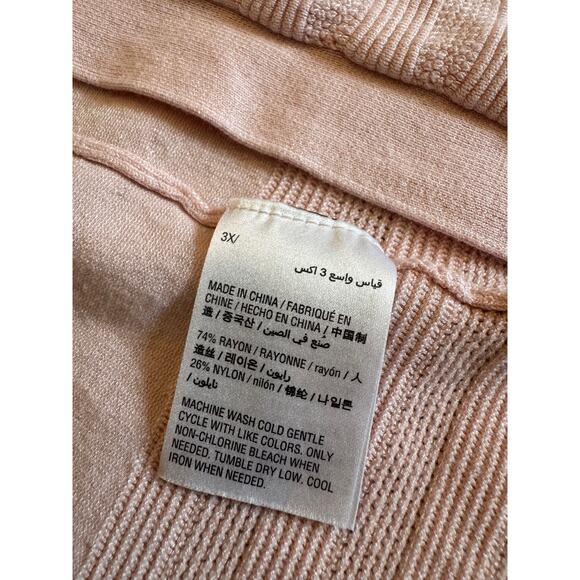 3X/
قياس واسع 3 اكس
MADE IN CHINA / FABRIQUÉ EN
CHINE / HECHO EN CHINA / 中国制
造 / 중국산 / صُنع في الصين /
74% RAYON / RAYONNE / rayón / 人
造丝 / 레이온 / رايون
26% NYLON / nilón / 锦纶 / 나일론
/ نايلون
MACHINE WASH COLD GENTLE
CYCLE WITH LIKE COLORS. ONLY
NON-CHLORINE BLEACH WHEN
NEEDED. TUMBLE DRY LOW. COOL
IRON WHEN NEEDED.